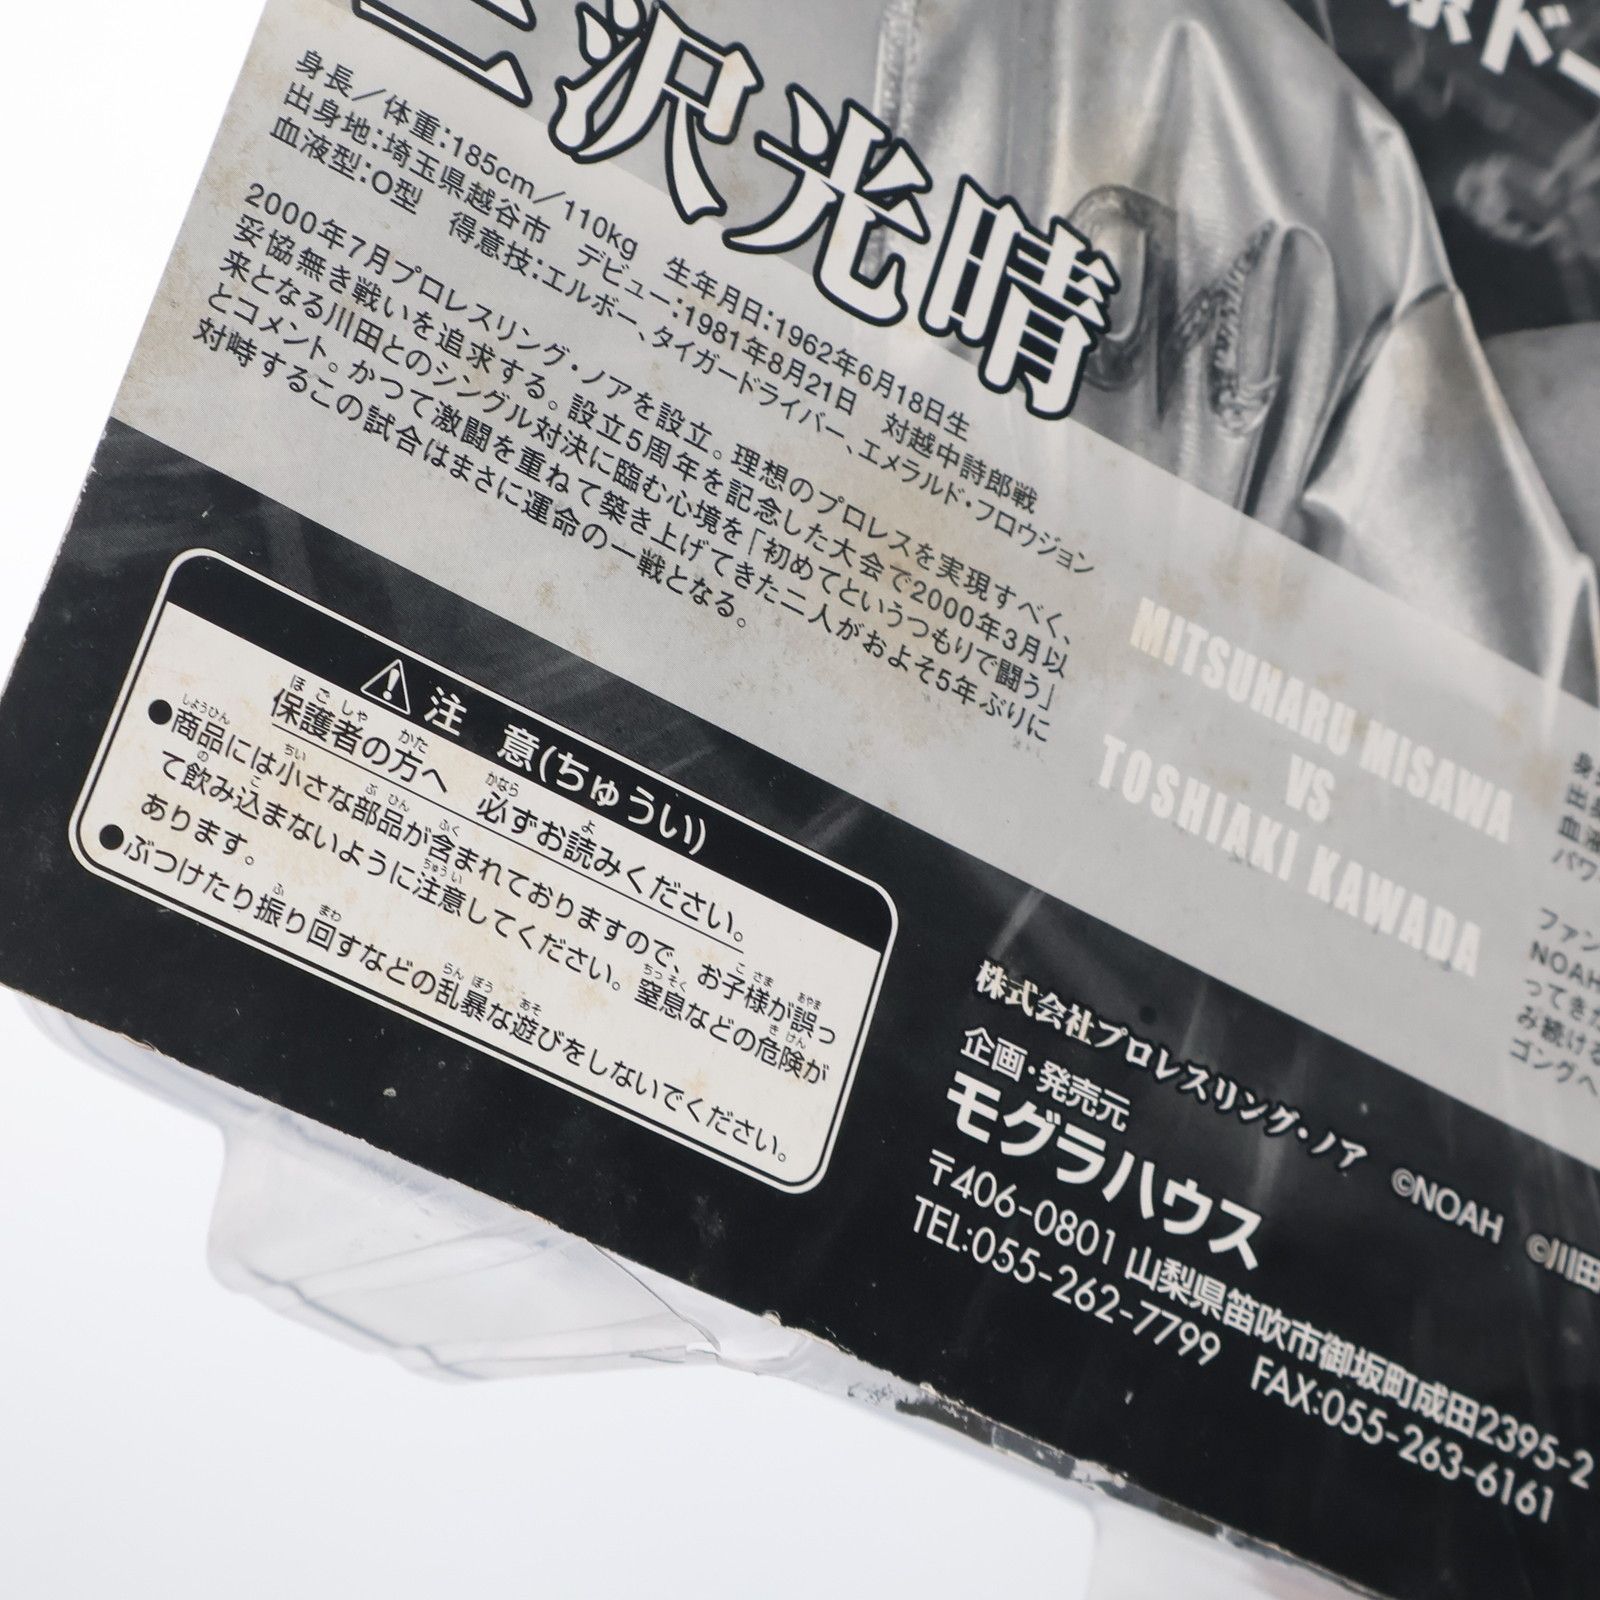 三沢光晴
身長／体重:185cm／110kg　生年月日:1962年6月18日生
出身地:埼玉県越谷市　デビュー:1981年8月21日　対越中詩郎戦
血液型:O型　得意技:エルボー、タイガードライバー、エメラルド・フロウジョン
2000年7月プロレスリング・ノアを設立。理想のプロレスを実現すべく、
妥協無き戦いを追求する。設立5周年を記念した大会で2000年3月以
来となる川田とのシングル対決に臨む心境を「初めてというつもりで闘う」
とコメント。かつて激闘を重ねて築き上げてきた二人がおよそ5年ぶりに
対峙するこの試合はまさに運命の一戦となる。
MITSUHARU MISAWA
VS
TOSHIAKI KAWADA
注 意(ちゅうい)
保護者の方へ 必ずお読みください。
●商品には小さな部品が含まれておりますので、お子様が誤っ
て飲み込まないように注意してください。窒息などの危険が
あります。
●ぶつけたり振り回すなどの乱暴な遊びをしないでください。
株式会社プロレスリング・ノア ©NOAH ©川田
企画・発売元
モグラハウス
〒406-0801 山梨県笛吹市御坂町成田2395-2
TEL:055-262-7799 FAX:055-263-6161
ファン
NOAH
ってきた
み続ける
ゴングへ